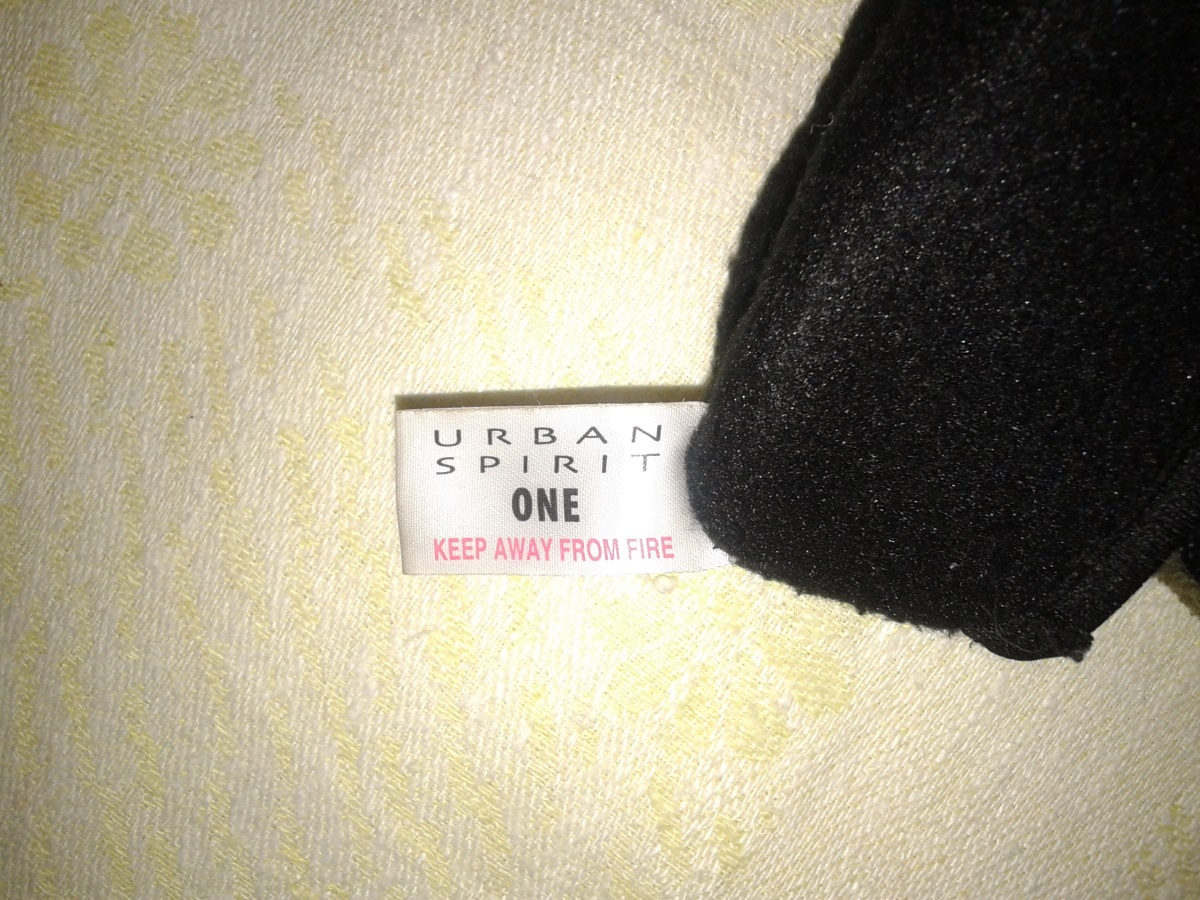 URBAN
SPIRIT
ONE
KEEP AWAY FROM FIRE